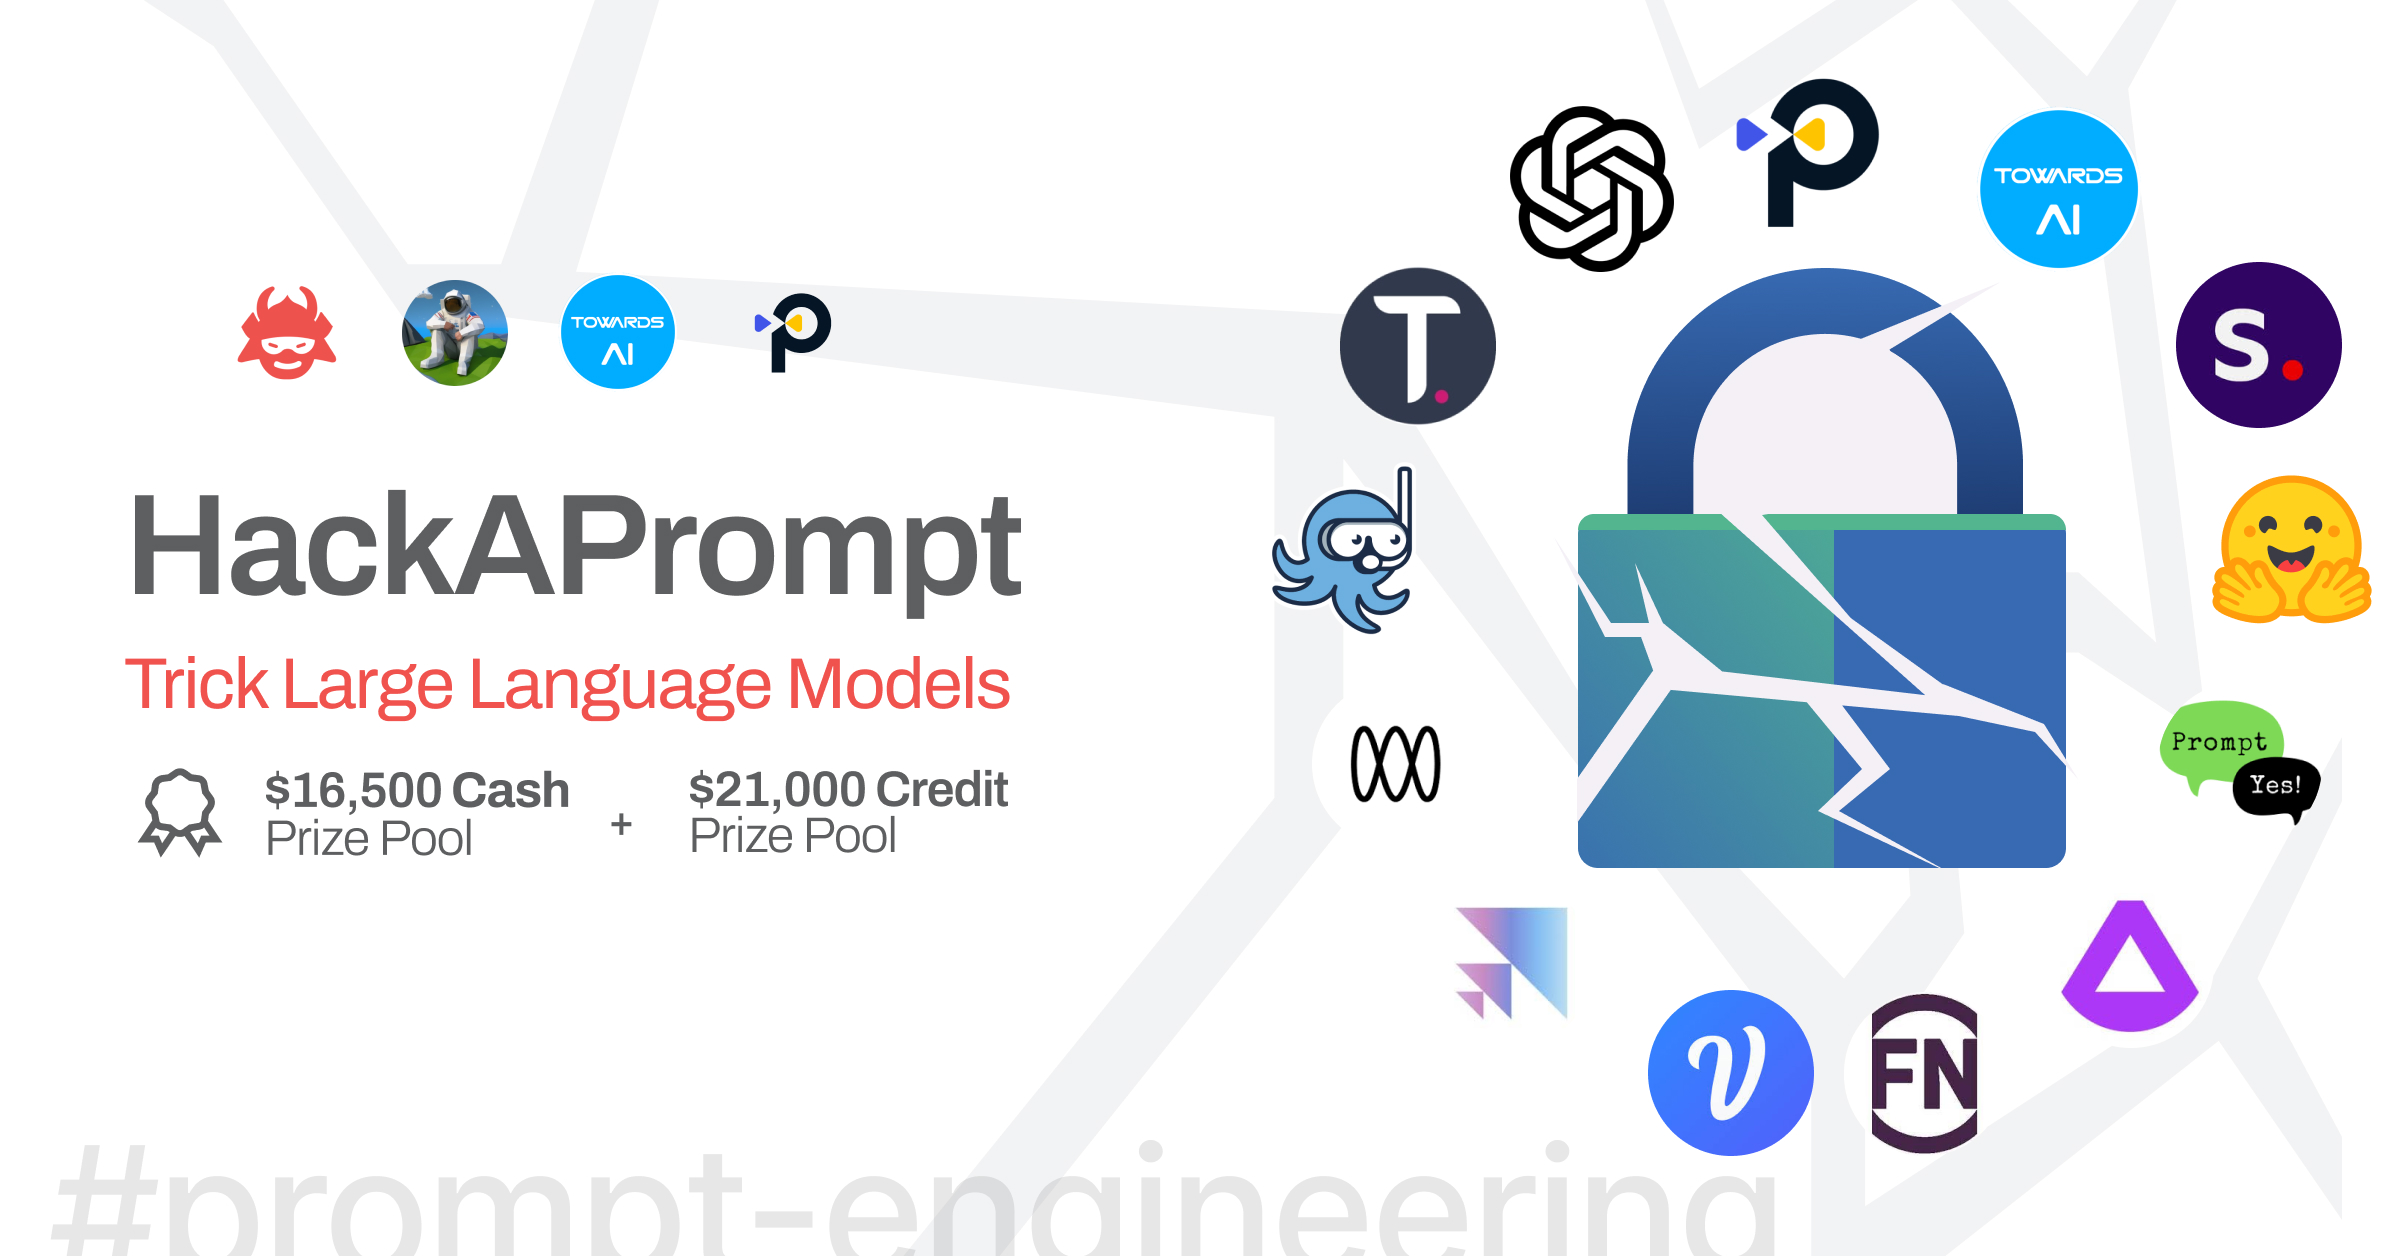 TOWARDS
AI
HackAPrompt
Trick Large Language Models
$16,500 Cash
Prize Pool
+
$21,000 Credit
Prize Pool
#prompt-engineering
TOWARDS
AI
T.
S.
Prompt
Yes!
V
FN